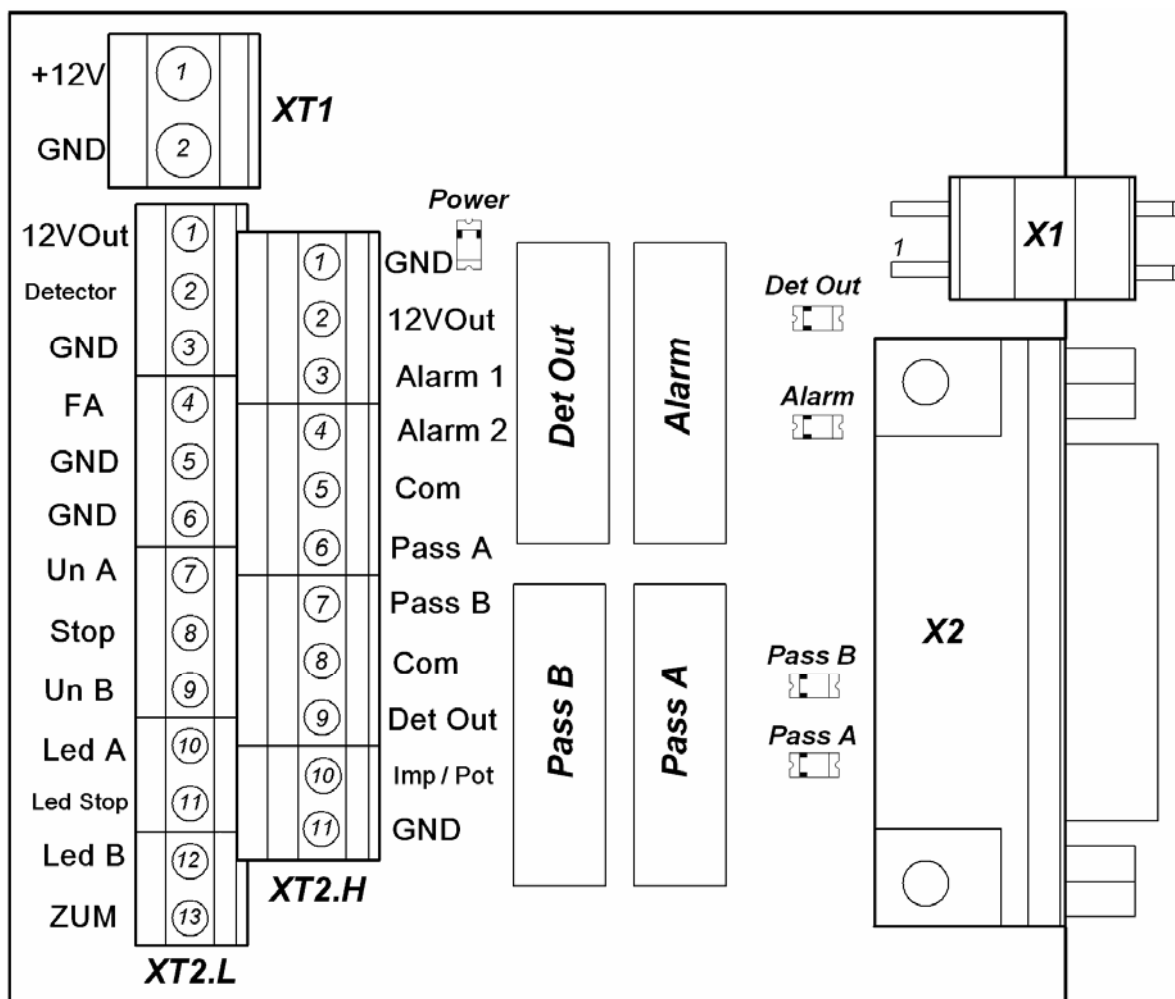 +12V
1
GND
2
XT1
12VOut
1
Detector
2
GND
3
FA
4
GND
5
GND
6
Un A
7
Stop
8
Un B
9
Led A
10
Led Stop
11
Led B
12
ZUM
13
XT2.L
1
GND
2
12VOut
3
Alarm 1
4
Alarm 2
5
Com
6
Pass A
7
Pass B
8
Com
9
Det Out
10
Imp / Pot
11
GND
XT2.H
Power
Det Out
Alarm
Pass B
Pass A
Det Out
Alarm
Pass B
Pass A
1
X1
X2